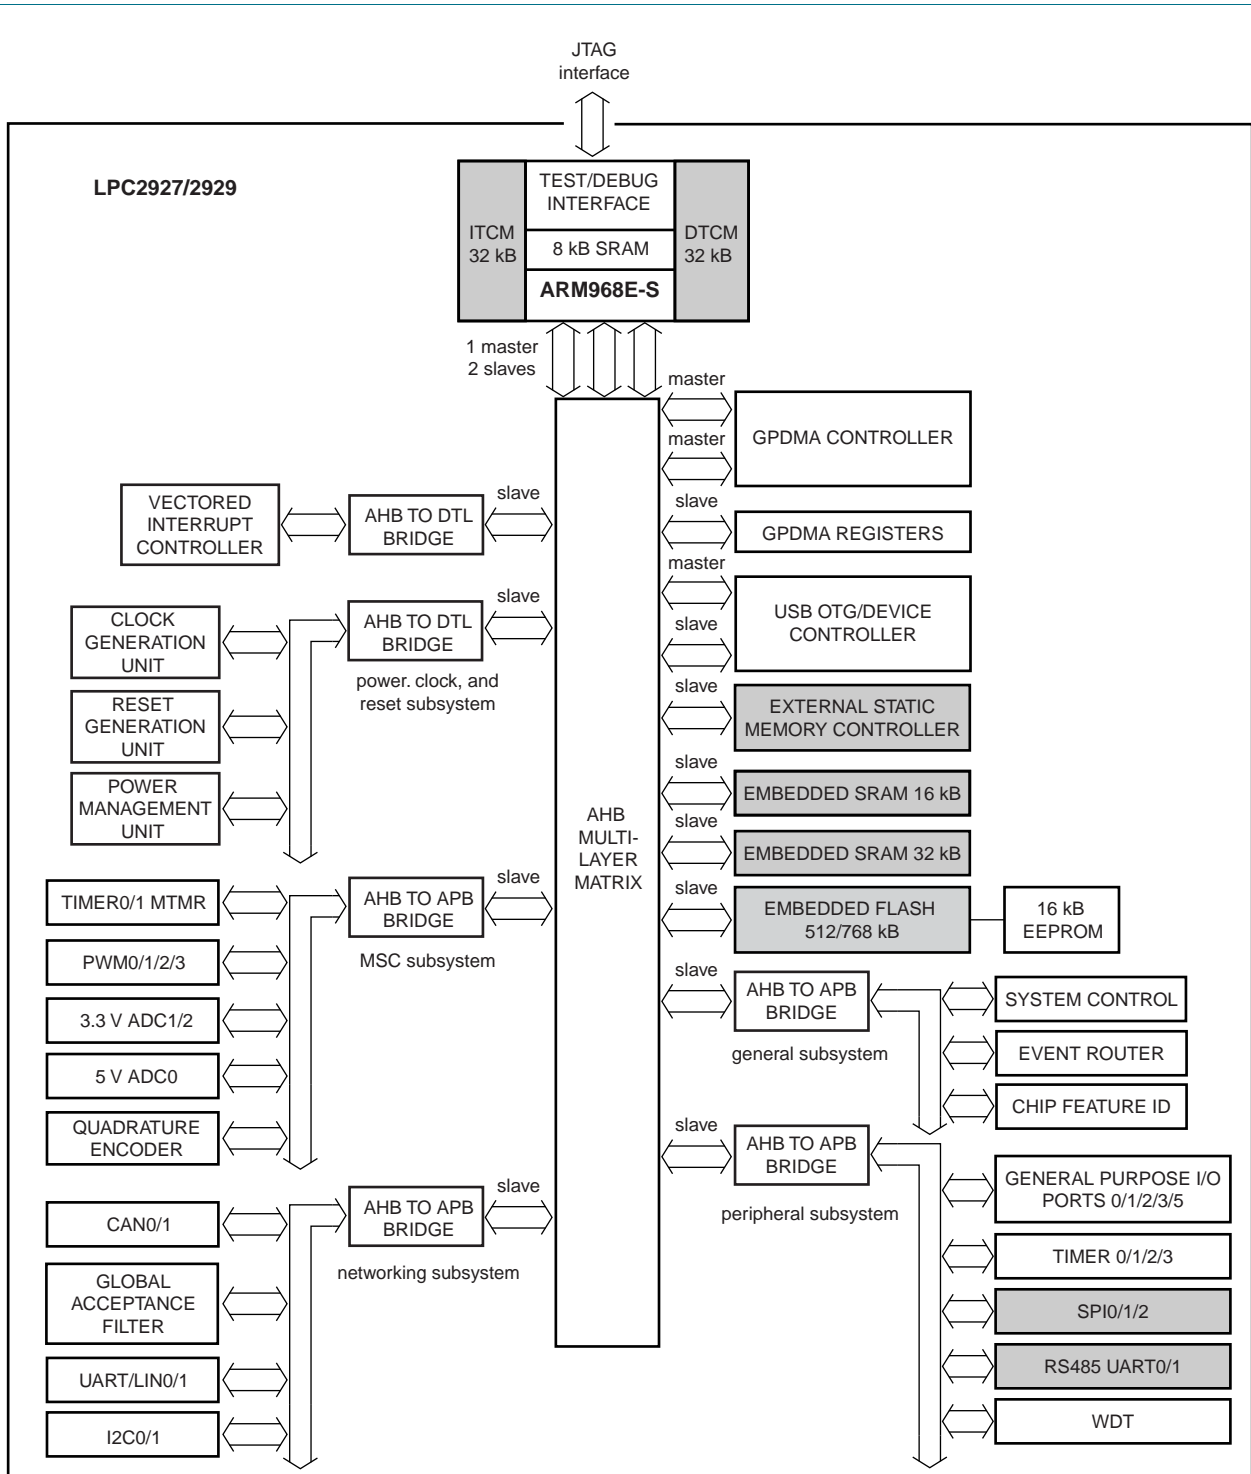 JTAG
interface
LPC2927/2929
TEST/DEBUG
INTERFACE
ITCM
32 kB
DTCM
32 kB
8 kB SRAM
ARM968E-S
1 master
2 slaves
master
GPDMA CONTROLLER
master
slave
VECTORED
INTERRUPT
CONTROLLER
AHB TO DTL
BRIDGE
slave
GPDMA REGISTERS
master
USB OTG/DEVICE
CONTROLLER
slave
slave
CLOCK
GENERATION
UNIT
AHB TO DTL
BRIDGE
power. clock, and
reset subsystem
RESET
GENERATION
UNIT
POWER
MANAGEMENT
UNIT
slave
EXTERNAL STATIC
MEMORY CONTROLLER
slave
EMBEDDED SRAM 16 kB
AHB
MULTI-
LAYER
MATRIX
slave
EMBEDDED SRAM 32 kB
slave
EMBEDDED FLASH
512/768 kB
16 kB
EEPROM
slave
TIMER0/1 MTMR
AHB TO APB
BRIDGE
MSC subsystem
PWM0/1/2/3
3.3 V ADC1/2
5 V ADC0
QUADRATURE
ENCODER
slave
AHB TO APB
BRIDGE
general subsystem
SYSTEM CONTROL
EVENT ROUTER
CHIP FEATURE ID
slave
AHB TO APB
BRIDGE
peripheral subsystem
GENERAL PURPOSE I/O
PORTS 0/1/2/3/5
TIMER 0/1/2/3
SPI0/1/2
RS485 UART0/1
WDT
slave
AHB TO APB
BRIDGE
networking subsystem
CAN0/1
GLOBAL
ACCEPTANCE
FILTER
UART/LIN0/1
I2C0/1